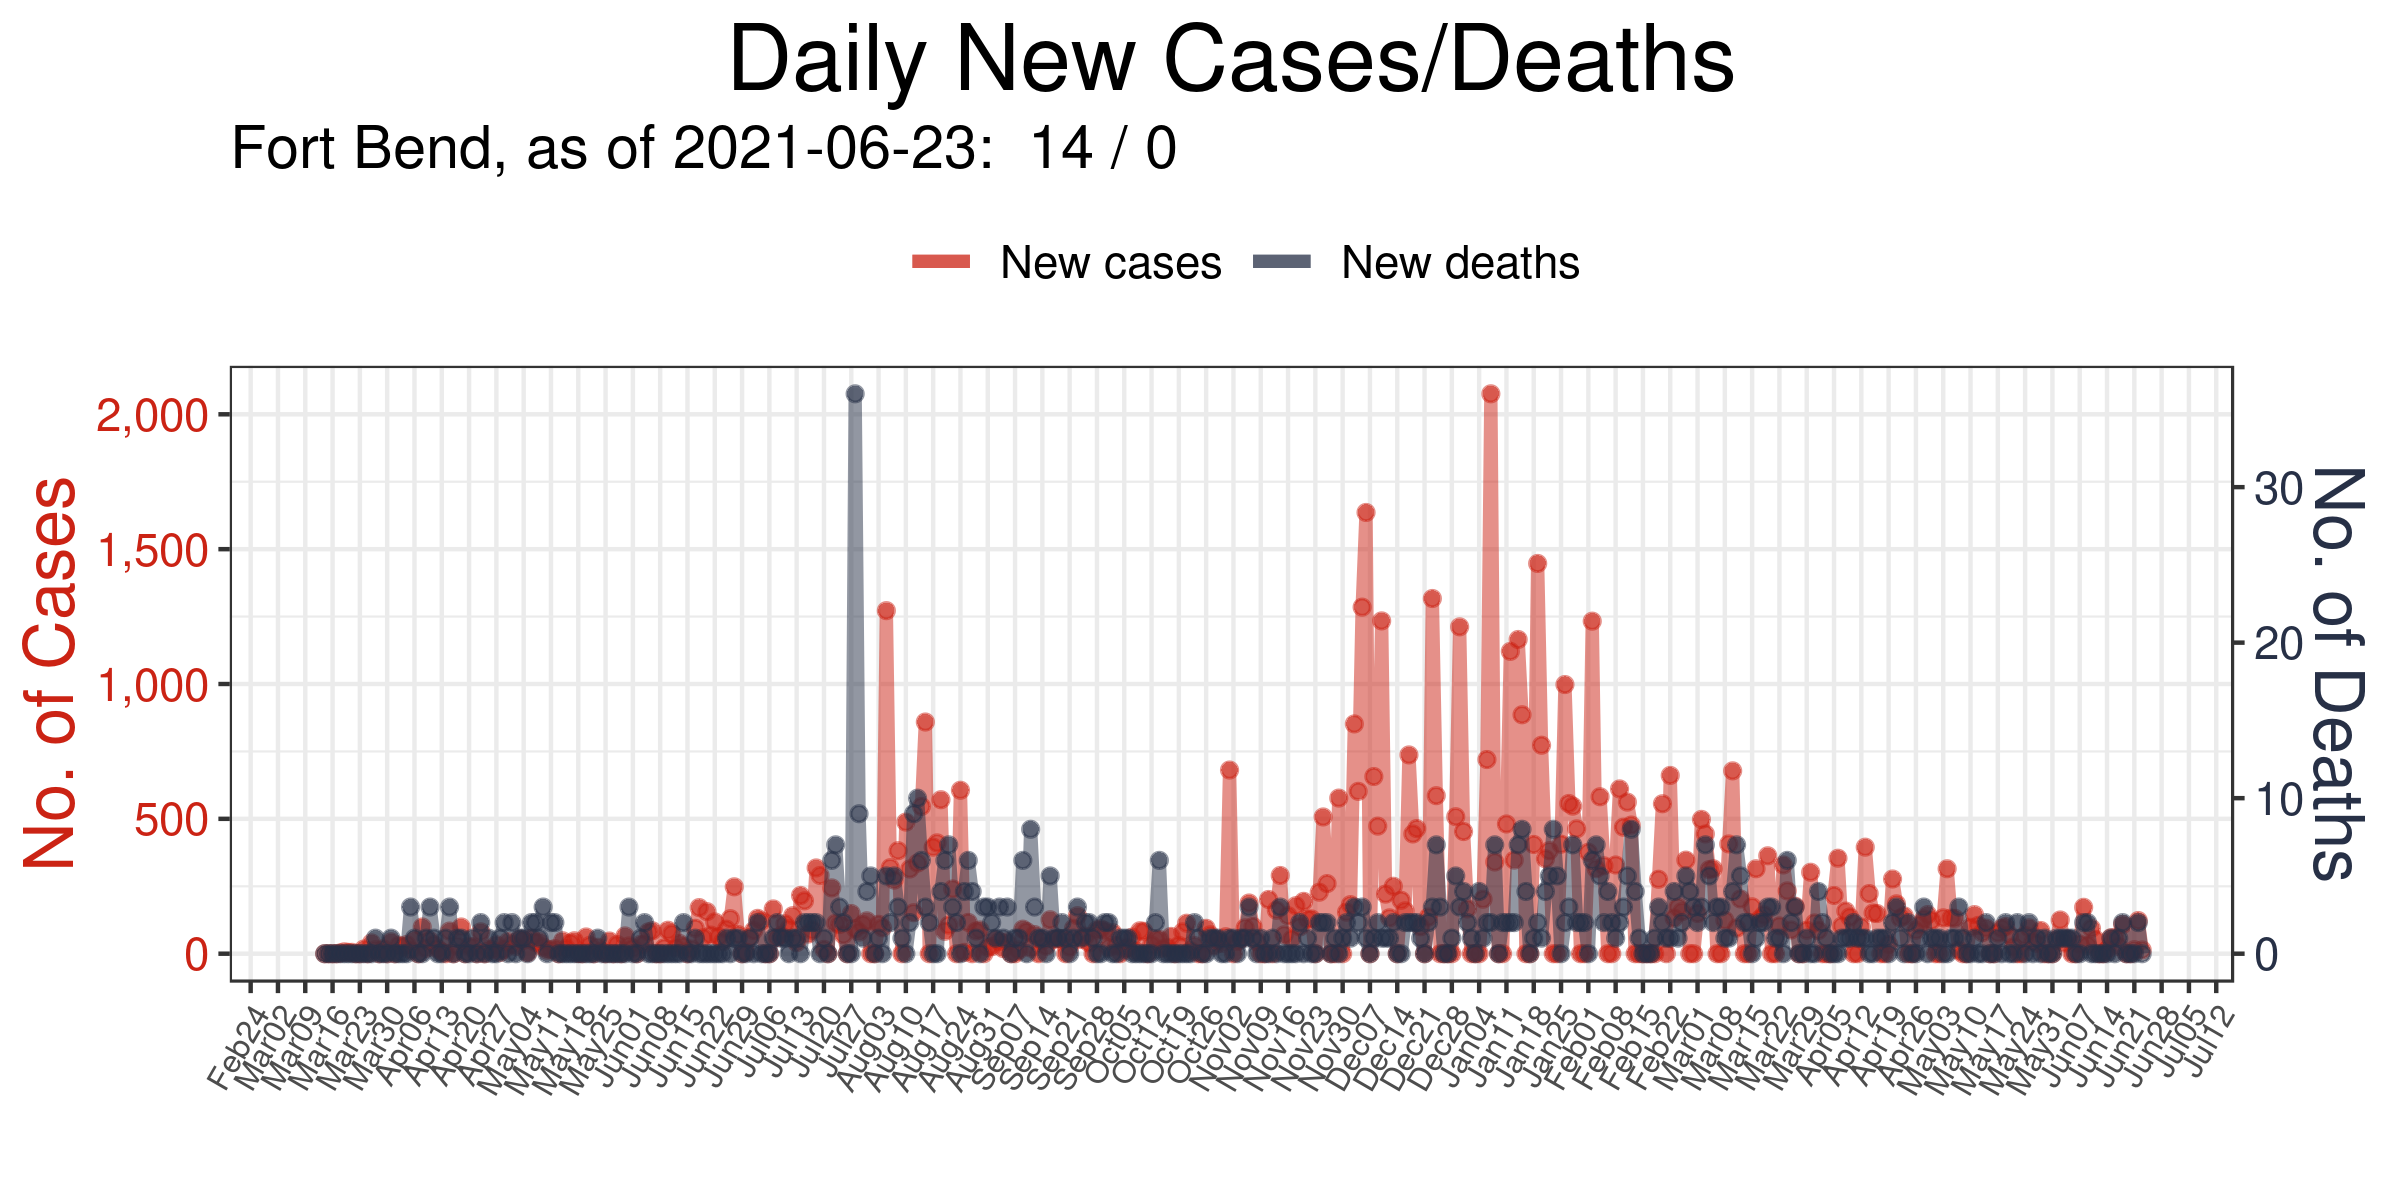 Daily New Cases/Deaths
Fort Bend, as of 2021-06-23:  14 / 0
New cases
New deaths
No. of Cases
2,000
1,500
1,000
500
0
30
20
10
0
No. of Deaths
Feb24
Mar02
Mar09
Mar16
Mar23
Mar30
Apr06
Apr13
Apr20
Apr27
May04
May11
May18
May25
Jun01
Jun08
Jun15
Jun22
Jun29
Jul06
Jul13
Jul20
Jul27
Aug03
Aug10
Aug17
Aug24
Aug31
Sep07
Sep14
Sep21
Sep28
Oct05
Oct12
Oct19
Oct26
Nov02
Nov09
Nov16
Nov23
Nov30
Dec07
Dec14
Dec21
Dec28
Jan04
Jan11
Jan18
Jan25
Feb01
Feb08
Feb15
Feb22
Mar01
Mar08
Mar15
Mar22
Mar29
Apr05
Apr12
Apr19
Apr26
May03
May10
May17
May24
May31
Jun07
Jun14
Jun21
Jun28
Jul05
Jul12